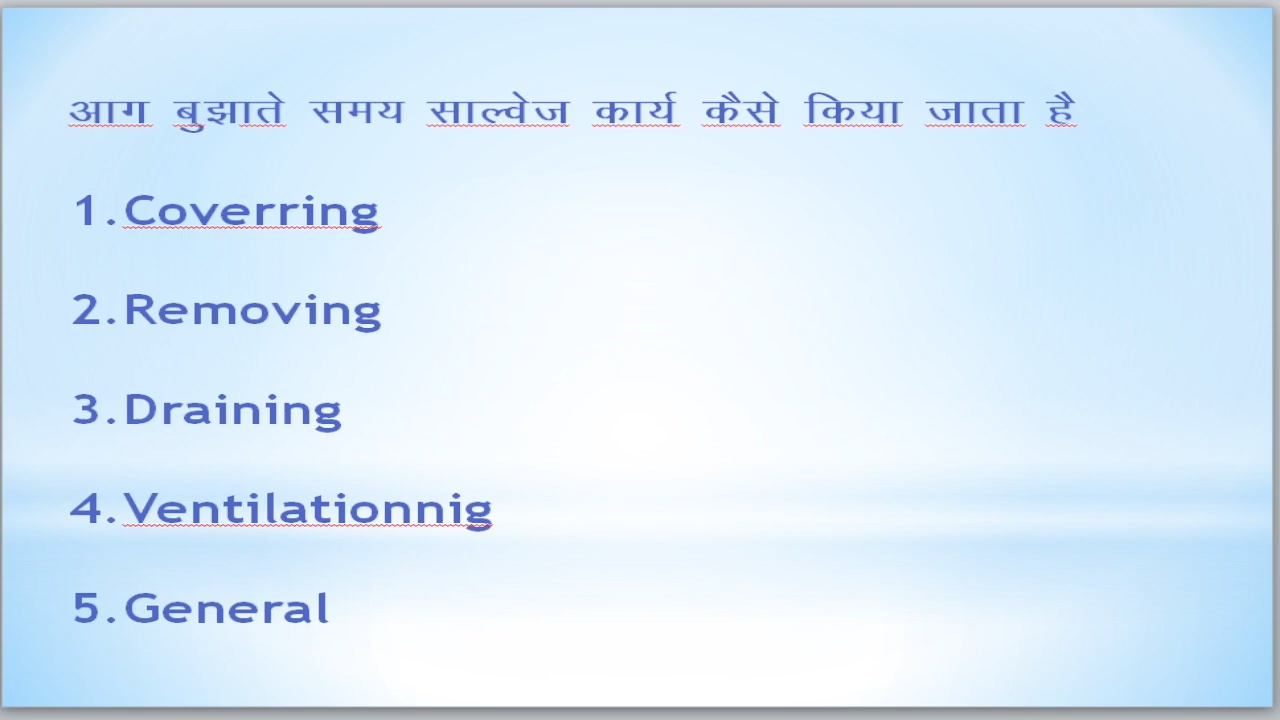 आग बुझाते समय साल्वेज कार्य कैसे किया जाता है
1.Coverring
2.Removing
3.Draining
4.Ventilationnig
5.General